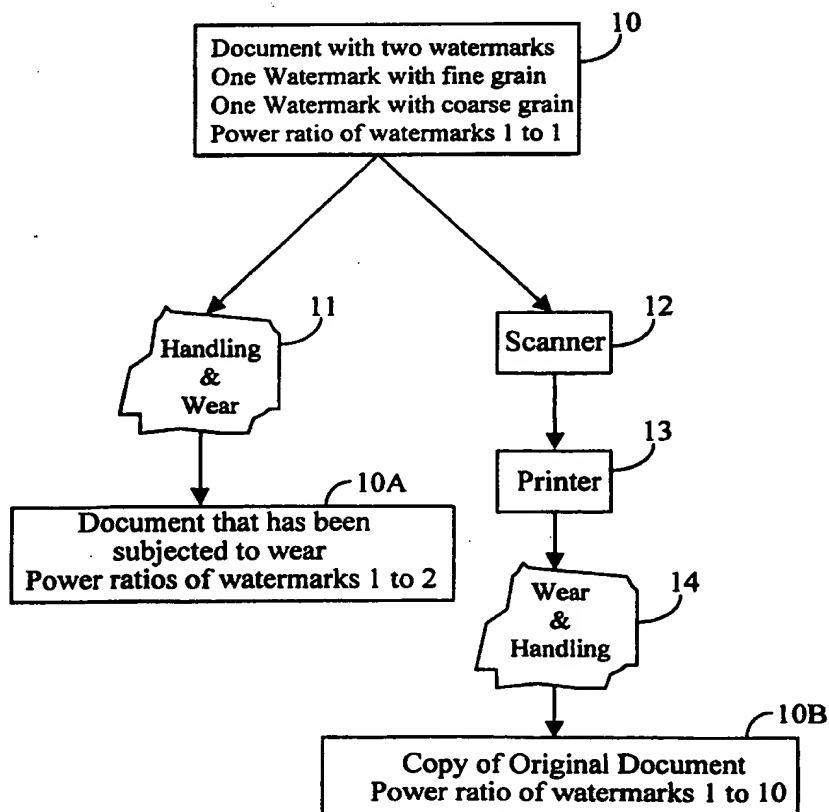 10
Document with two watermarks
One Watermark with fine grain
One Watermark with coarse grain
Power ratio of watermarks 1 to 1
11
Handling
&
Wear
12
Scanner
13
Printer
10A
Document that has been
subjected to wear
Power ratios of watermarks 1 to 2
14
Wear
&
Handling
10B
Copy of Original Document
Power ratio of watermarks 1 to 10